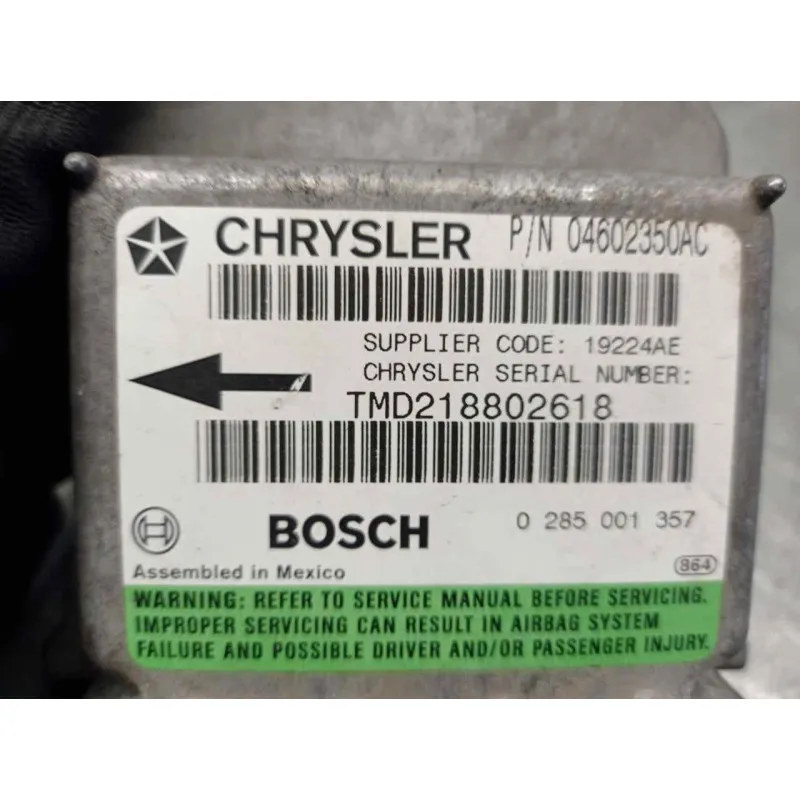 CHRYSLER P/N 04602350AC
SUPPLIER CODE: 19224AE
CHRYSLER SERIAL NUMBER:
TMD218802618
BOSCH 0 285 001 357
Assembled in Mexico 864
WARNING: REFER TO SERVICE MANUAL BEFORE SERVICING.
IMPROPER SERVICING CAN RESULT IN AIRBAG SYSTEM
FAILURE AND POSSIBLE DRIVER AND/OR PASSENGER INJURY.